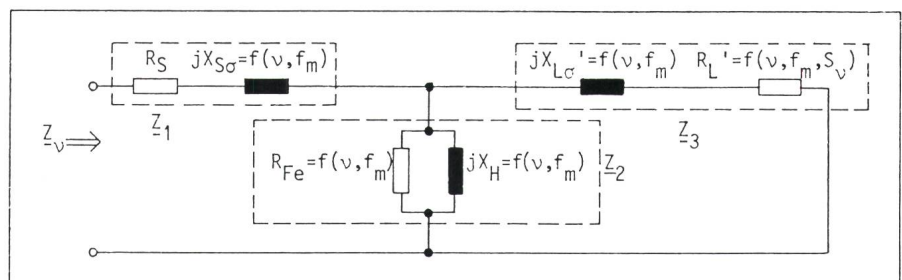 R_S jX_Sσ=f(ν,f_m)
jX_Lσ'=f(ν,f_m) R_L'=f(ν,f_m,S_ν)
Z_1
Z_ν ⇒
Z_3
R_Fe=f(ν,f_m) jX_H=f(ν,f_m) Z_2